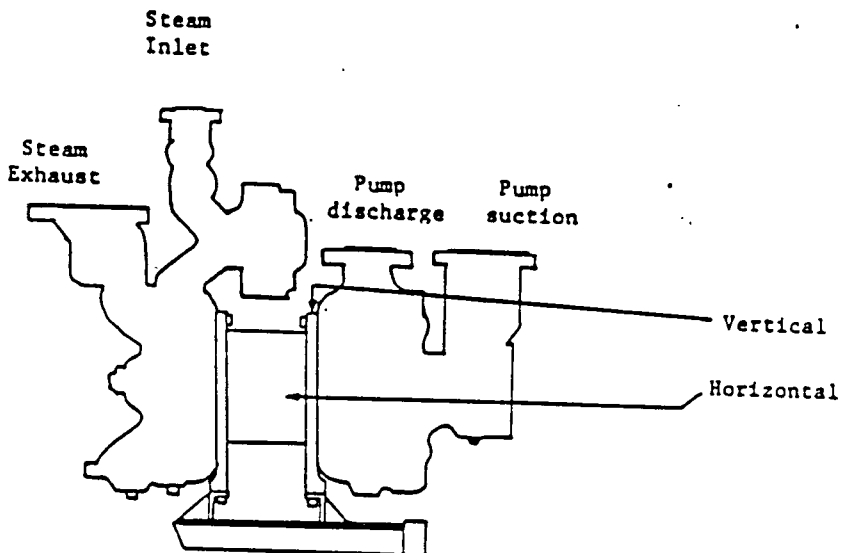 Steam
Inlet
Steam
Exhaust
Pump
discharge
Pump
suction
Vertical
Horizontal